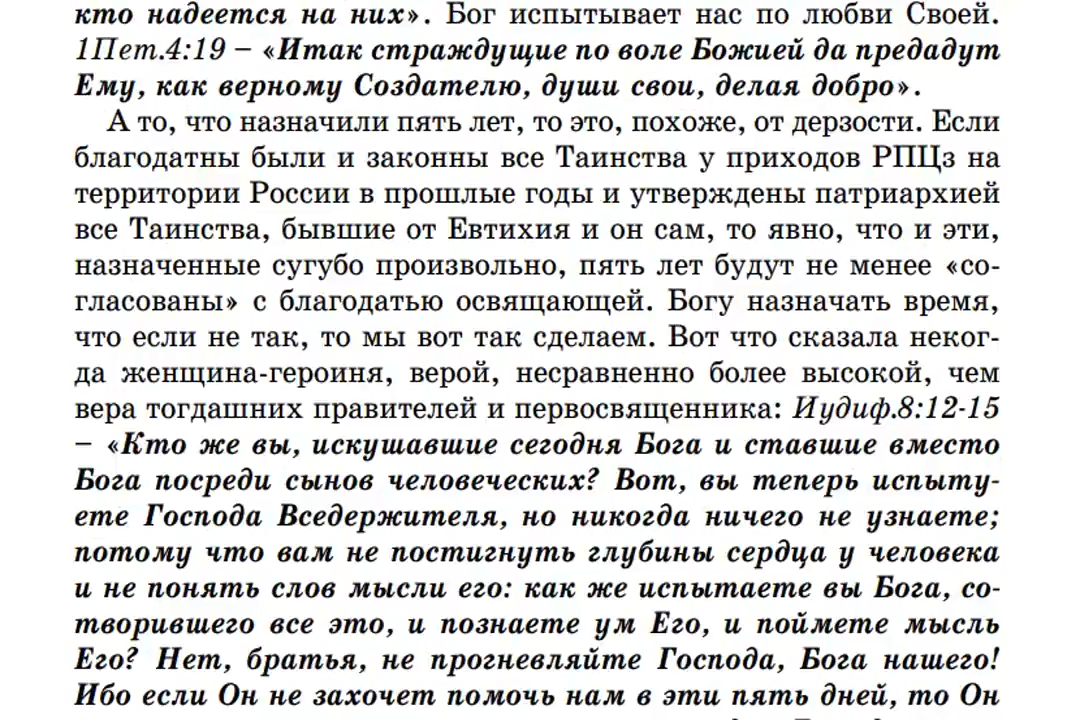 кто надеется на них». Бог испытывает нас по любви Своей.
1Пет.4:19 – «Итак страждущие по воле Божией да предадут
Ему, как верному Создателю, души свои, делая добро».
А то, что назначили пять лет, то это, похоже, от дерзости. Если
благодатны были и законны все Таинства у приходов РПЦз на
территории России в прошлые годы и утверждены патриархией
все Таинства, бывшие от Евтихия и он сам, то явно, что и эти,
назначенные сугубо произвольно, пять лет будут не менее «со-
гласованы» с благодатью освящающей. Богу назначать время,
что если не так, то мы вот так сделаем. Вот что сказала неког-
да женщина-героиня, верой, несравненно более высокой, чем
вера тогдашних правителей и первосвященника: Иудиф.8:12-15
– «Кто же вы, искушавшие сегодня Бога и ставшие вместо
Бога посреди сынов человеческих? Вот, вы теперь испыту-
ете Господа Вседержителя, но никогда ничего не узнаете;
потому что вам не постигнуть глубины сердца у человека
и не понять слов мысли его: как же испытаете вы Бога, со-
творившего все это, и познаете ум Его, и поймете мысль
Его? Нет, братья, не прогневляйте Господа, Бога нашего!
Ибо если Он не захочет помочь нам в эти пять дней, то Он